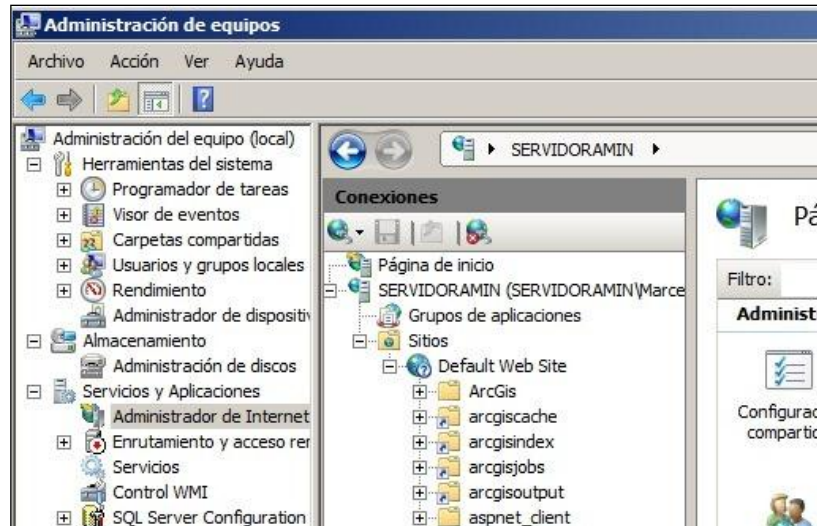 Administración de equipos
Archivo Acción Ver Ayuda
Administración del equipo (local)
Herramientas del sistema
Programador de tareas
Visor de eventos
Carpetas compartidas
Usuarios y grupos locales
Rendimiento
Administrador de dispositiv
Almacenamiento
Administración de discos
Servicios y Aplicaciones
Administrador de Internet
Enrutamiento y acceso rer
Servicios
Control WMI
SQL Server Configuration
SERVIDORAMIN
Conexiones
Página de inicio
SERVIDORAMIN (SERVIDORAMIN\Marce
Grupos de aplicaciones
Sitios
Default Web Site
ArcGis
arcgiscache
arcgisindex
arcgisjobs
arcgisoutput
aspnet_client
Pá
Filtro:
Administ
Configurac
compartic